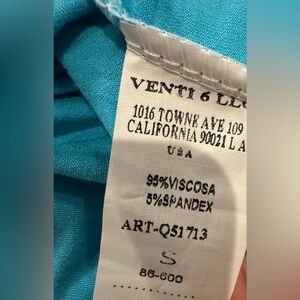 VENTI 6 LLC
1016 TOWNE AVE 109
CALIFORNIA 90021 L A
USA
95%VISCOSA
5%SPANDEX
ART-Q51713
S
86-600